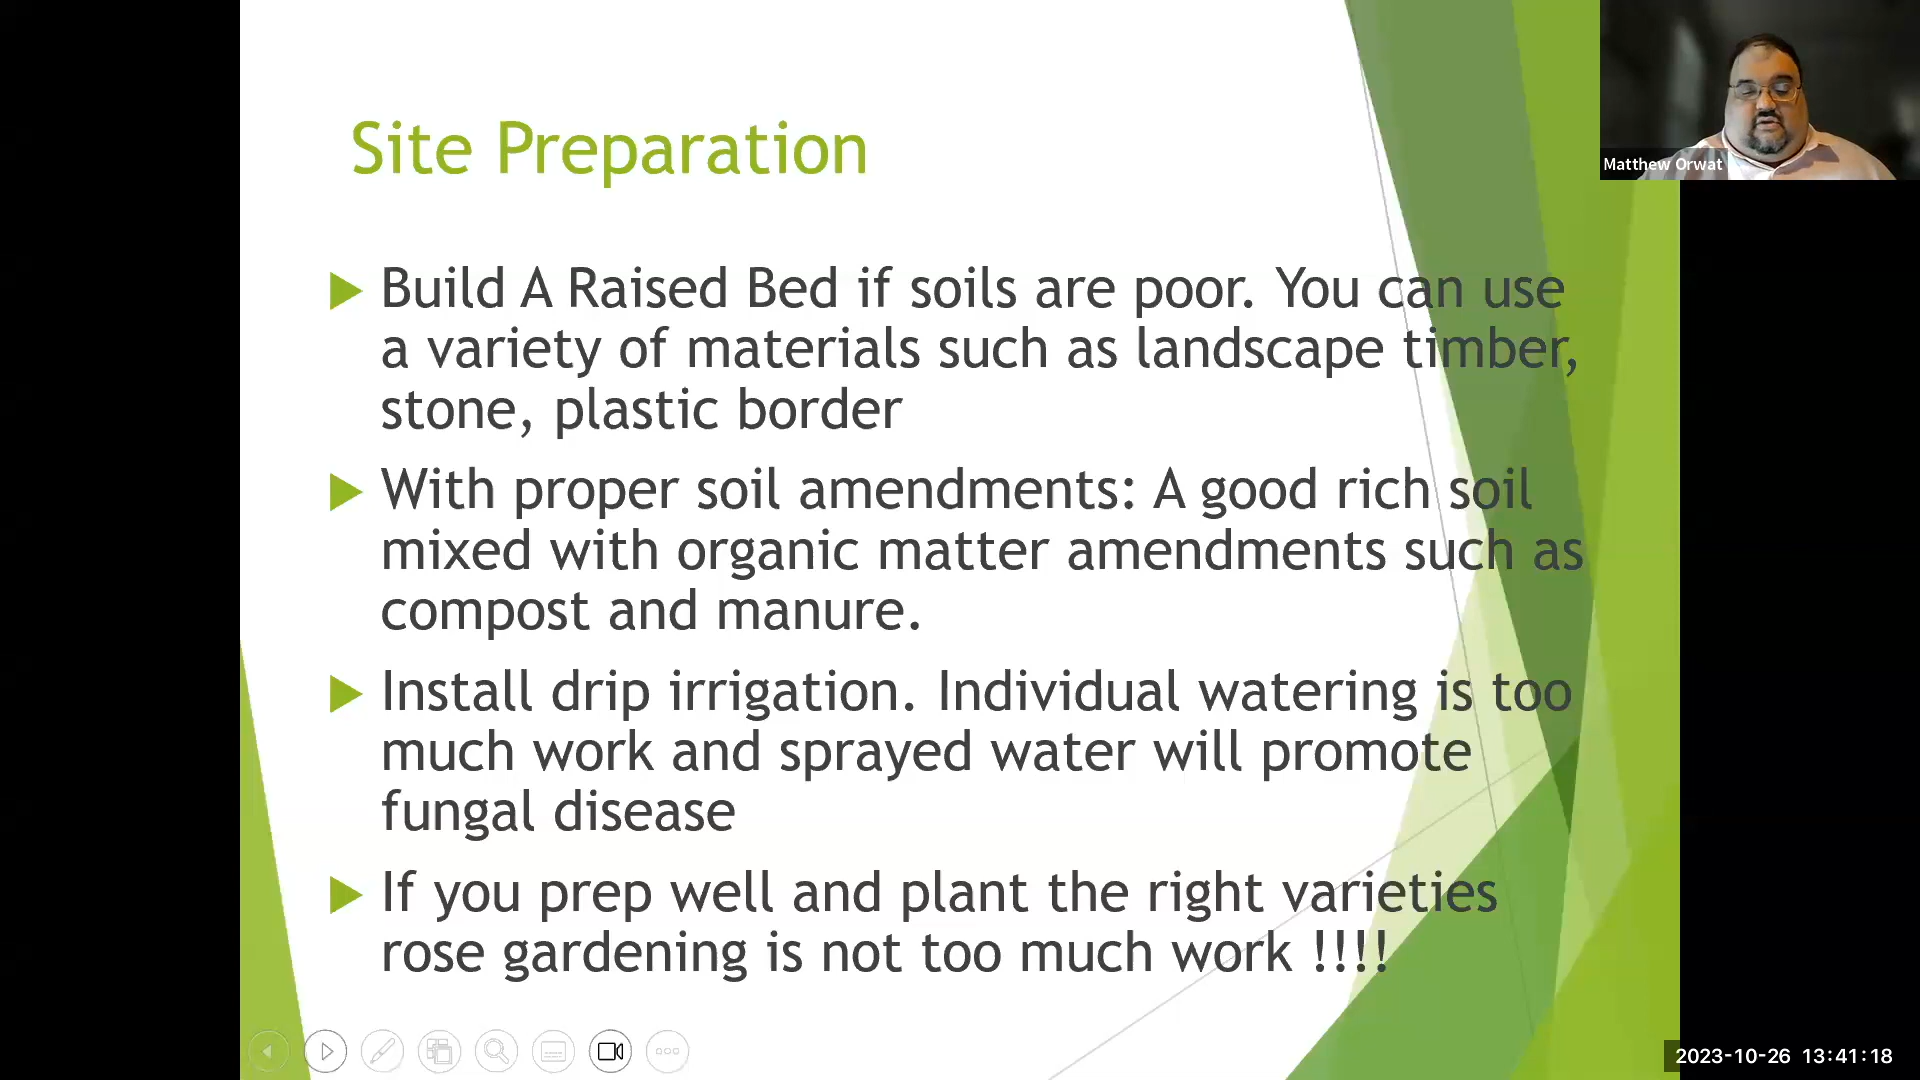 Site Preparation
Build A Raised Bed if soils are poor. You can use
a variety of materials such as landscape timber,
stone, plastic border
With proper soil amendments: A good rich soil
mixed with organic matter amendments such as
compost and manure.
Install drip irrigation. Individual watering is too
much work and sprayed water will promote
fungal disease
If you prep well and plant the right varieties
rose gardening is not too much work !!!!
Matthew Orwat
2023-10-26 13:41:18